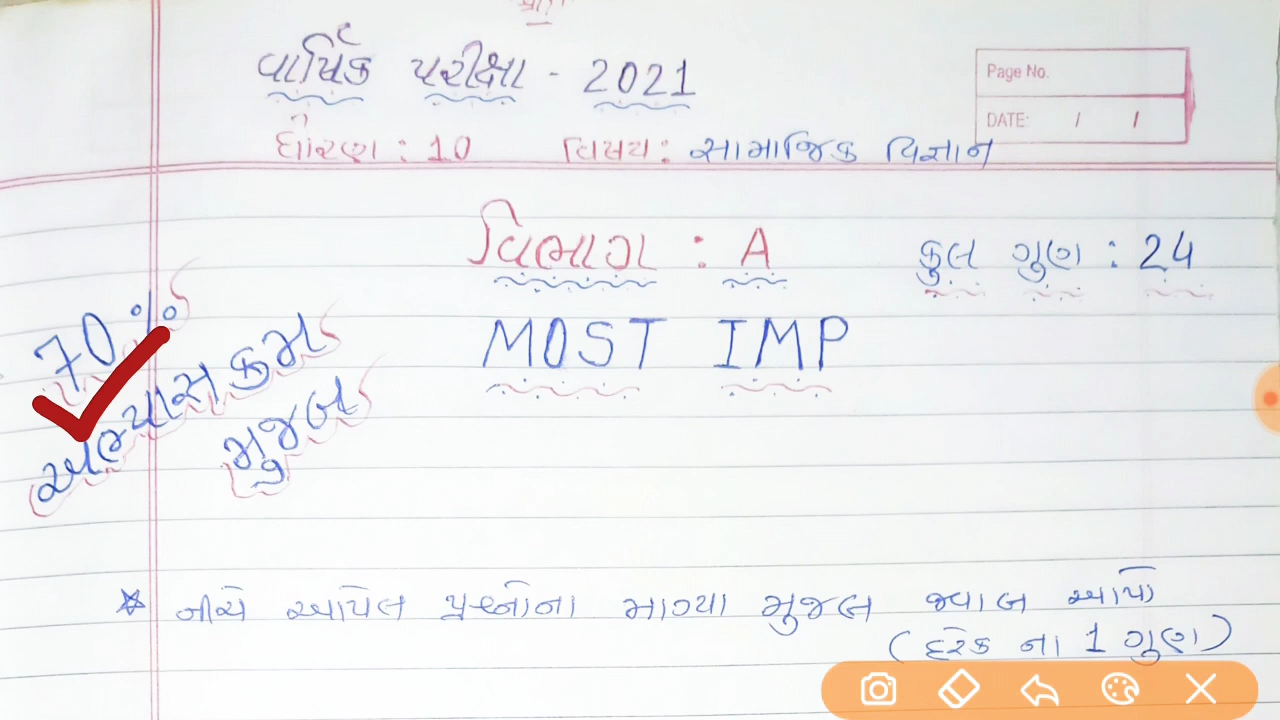 વાર્ષિક પરીક્ષા - 2021
Page No.
DATE: / /
ધોરણ : 10 વિષય : સામાજિક વિજ્ઞાન
વિભાગ : A કુલ ગુણ : 24
MOST IMP
70%
અભ્યાસક્રમ
મુજબ
નીચે આપેલ પ્રશ્નોના માગ્યા મુજબ જવાબ આપો
(દરેક ના 1 ગુણ)